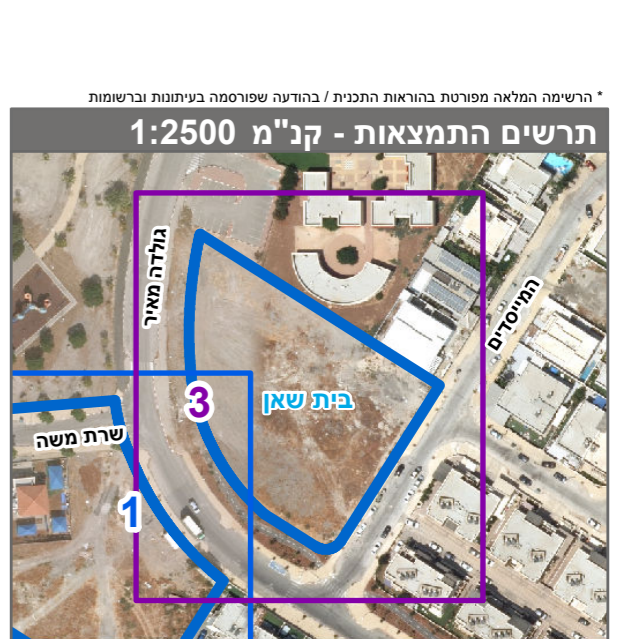 * הרשימה המלאה מפורטת בהוראות התכנית / בהודעה שפורסמה בעיתונות וברשומות
תרשים התמצאות - קנ"מ 1:2500
גולדה מאיר
המייסדים
3
בית שאן
שרת משה
1